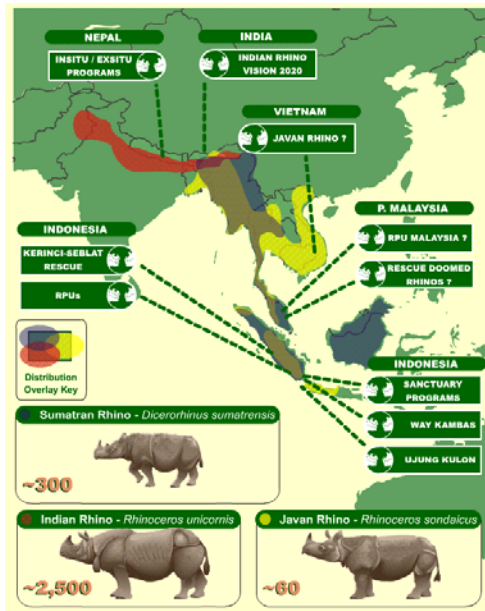 NEPAL
INSITU / EXSITU
PROGRAMS
INDIA
INDIAN RHINO
VISION 2020
VIETNAM
JAVAN RHINO ?
INDONESIA
KERINCI-SEBLAT
RESCUE
RPUs
P. MALAYSIA
RPU MALAYSIA ?
RESCUE DOOMED
RHINOS ?
Distribution
Overlay Key
INDONESIA
SANCTUARY
PROGRAMS
WAY KAMBAS
UJUNG KULON
Sumatran Rhino - Dicerorhinus sumatrensis
~300
Indian Rhino - Rhinoceros unicornis
~2,500
Javan Rhino - Rhinoceros sondaicus
~60